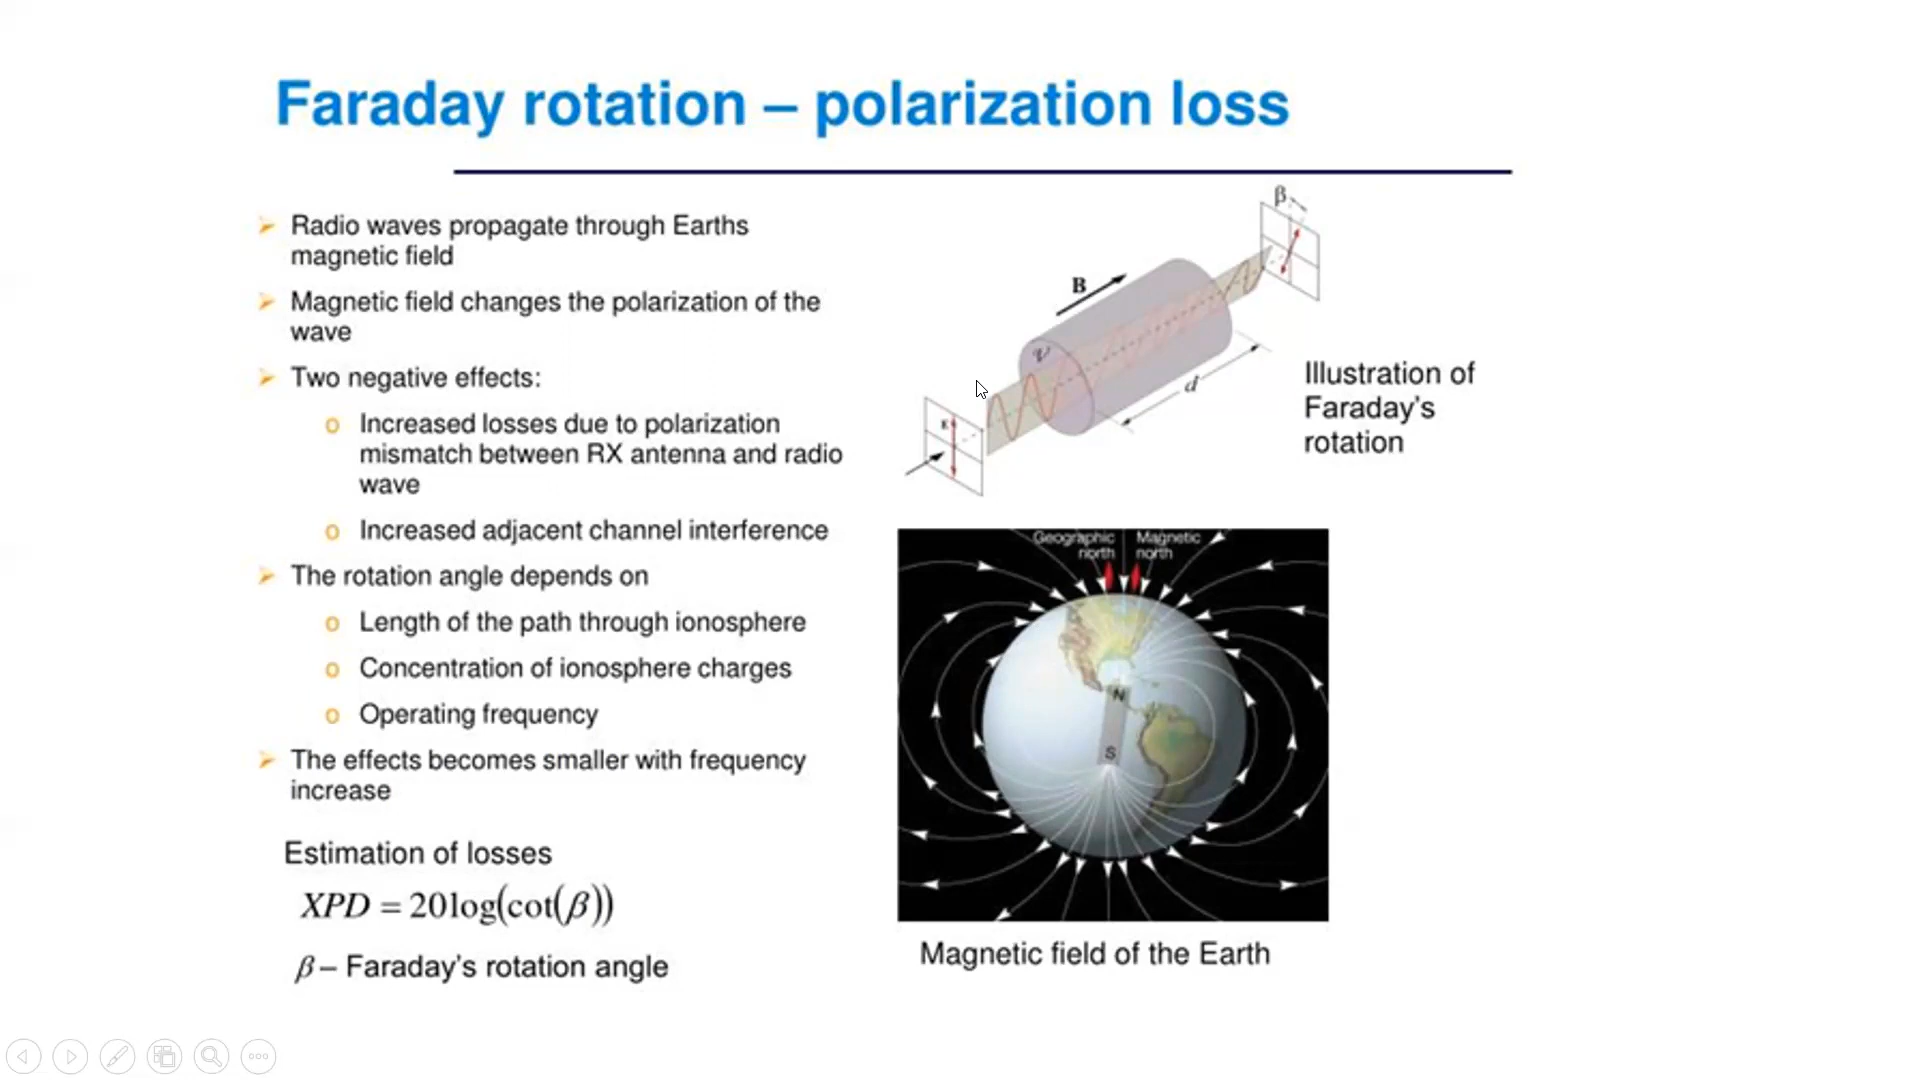 Faraday rotation – polarization loss
Radio waves propagate through Earths
magnetic field
Magnetic field changes the polarization of the
wave
Two negative effects:
o Increased losses due to polarization
mismatch between RX antenna and radio
wave
o Increased adjacent channel interference
The rotation angle depends on
o Length of the path through ionosphere
o Concentration of ionosphere charges
o Operating frequency
The effects becomes smaller with frequency
increase
Estimation of losses
XPD = 20log(cot(β))
β – Faraday's rotation angle
β
B
𝒱
d
E
Illustration of
Faraday's
rotation
Geographic
north
Magnetic
north
N
S
Magnetic field of the Earth